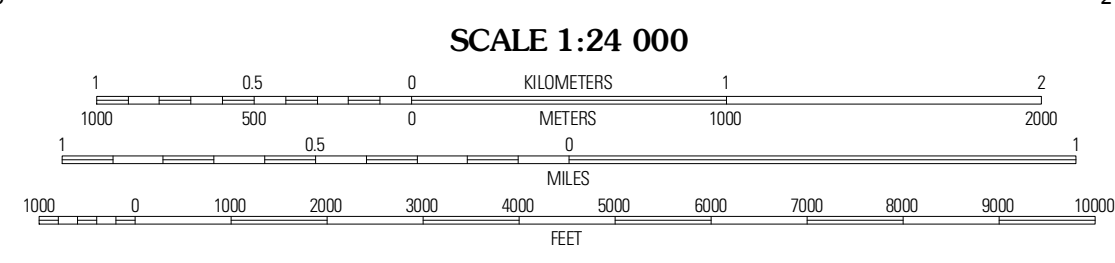 SCALE 1:24 000
1 0.5 0 KILOMETERS 1 2
1000 500 0 METERS 1000 2000
1 0.5 0 1
MILES
1000 0 1000 2000 3000 4000 5000 6000 7000 8000 9000 10000
FEET